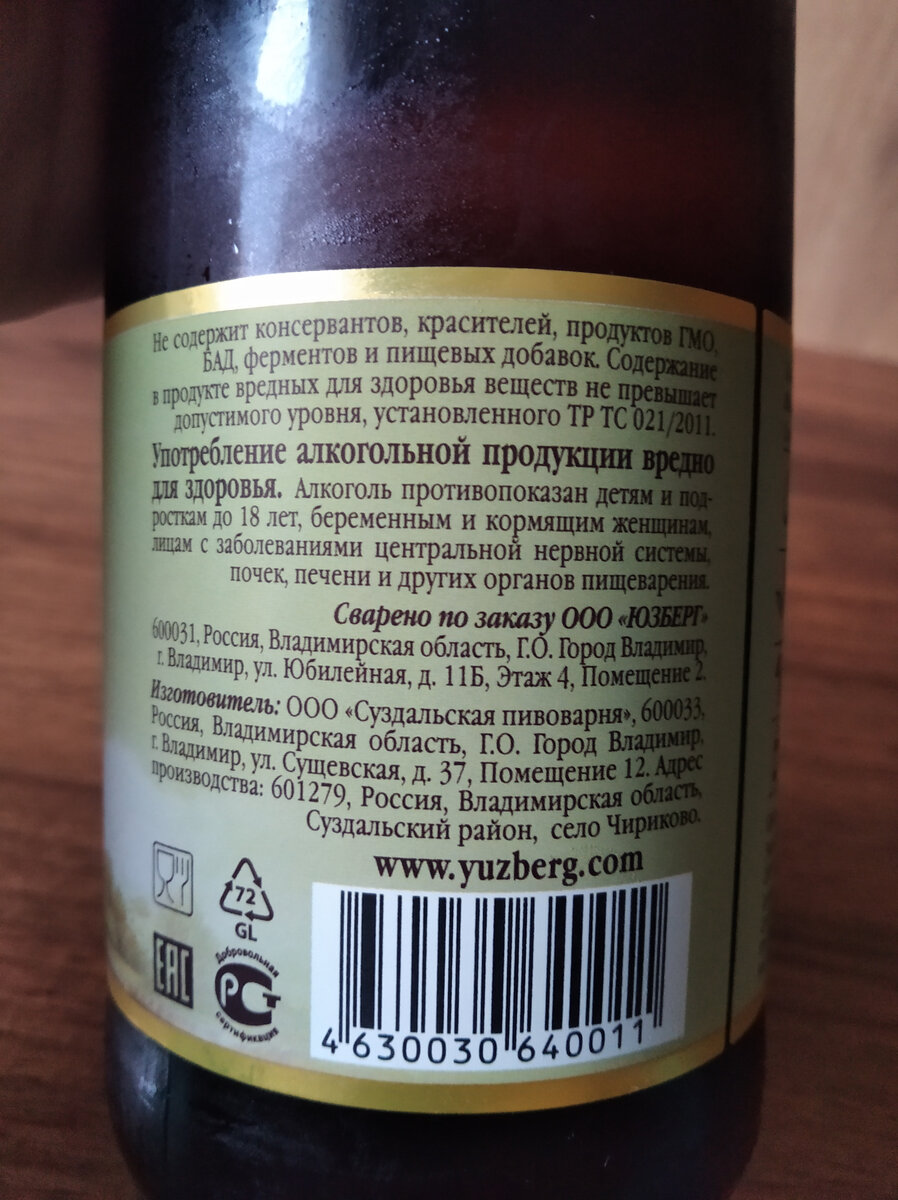 Не содержит консервантов, красителей, продуктов ГМО,
БАД, ферментов и пищевых добавок. Содержание
в продукте вредных для здоровья веществ не превышает
допустимого уровня, установленного ТР ТС 021/2011.
Употребление алкогольной продукции вредно
для здоровья. Алкоголь противопоказан детям и под-
росткам до 18 лет, беременным и кормящим женщинам,
лицам с заболеваниями центральной нервной системы,
почек, печени и других органов пищеварения.
Сварено по заказу ООО «ЮЗБЕРГ»
600031, Россия, Владимирская область, Г.О. Город Владимир,
г. Владимир, ул. Юбилейная, д. 11Б, Этаж 4, Помещение 2.
Изготовитель: ООО «Суздальская пивоварня», 600033,
Россия, Владимирская область, Г.О. Город Владимир,
г. Владимир, ул. Сущевская, д. 37, Помещение 12. Адрес
производства: 601279, Россия, Владимирская область,
Суздальский район, село Чириково.
www.yuzberg.com
72
GL
EAC
Добровольная
РСТ
сертификация
4 630030 640011